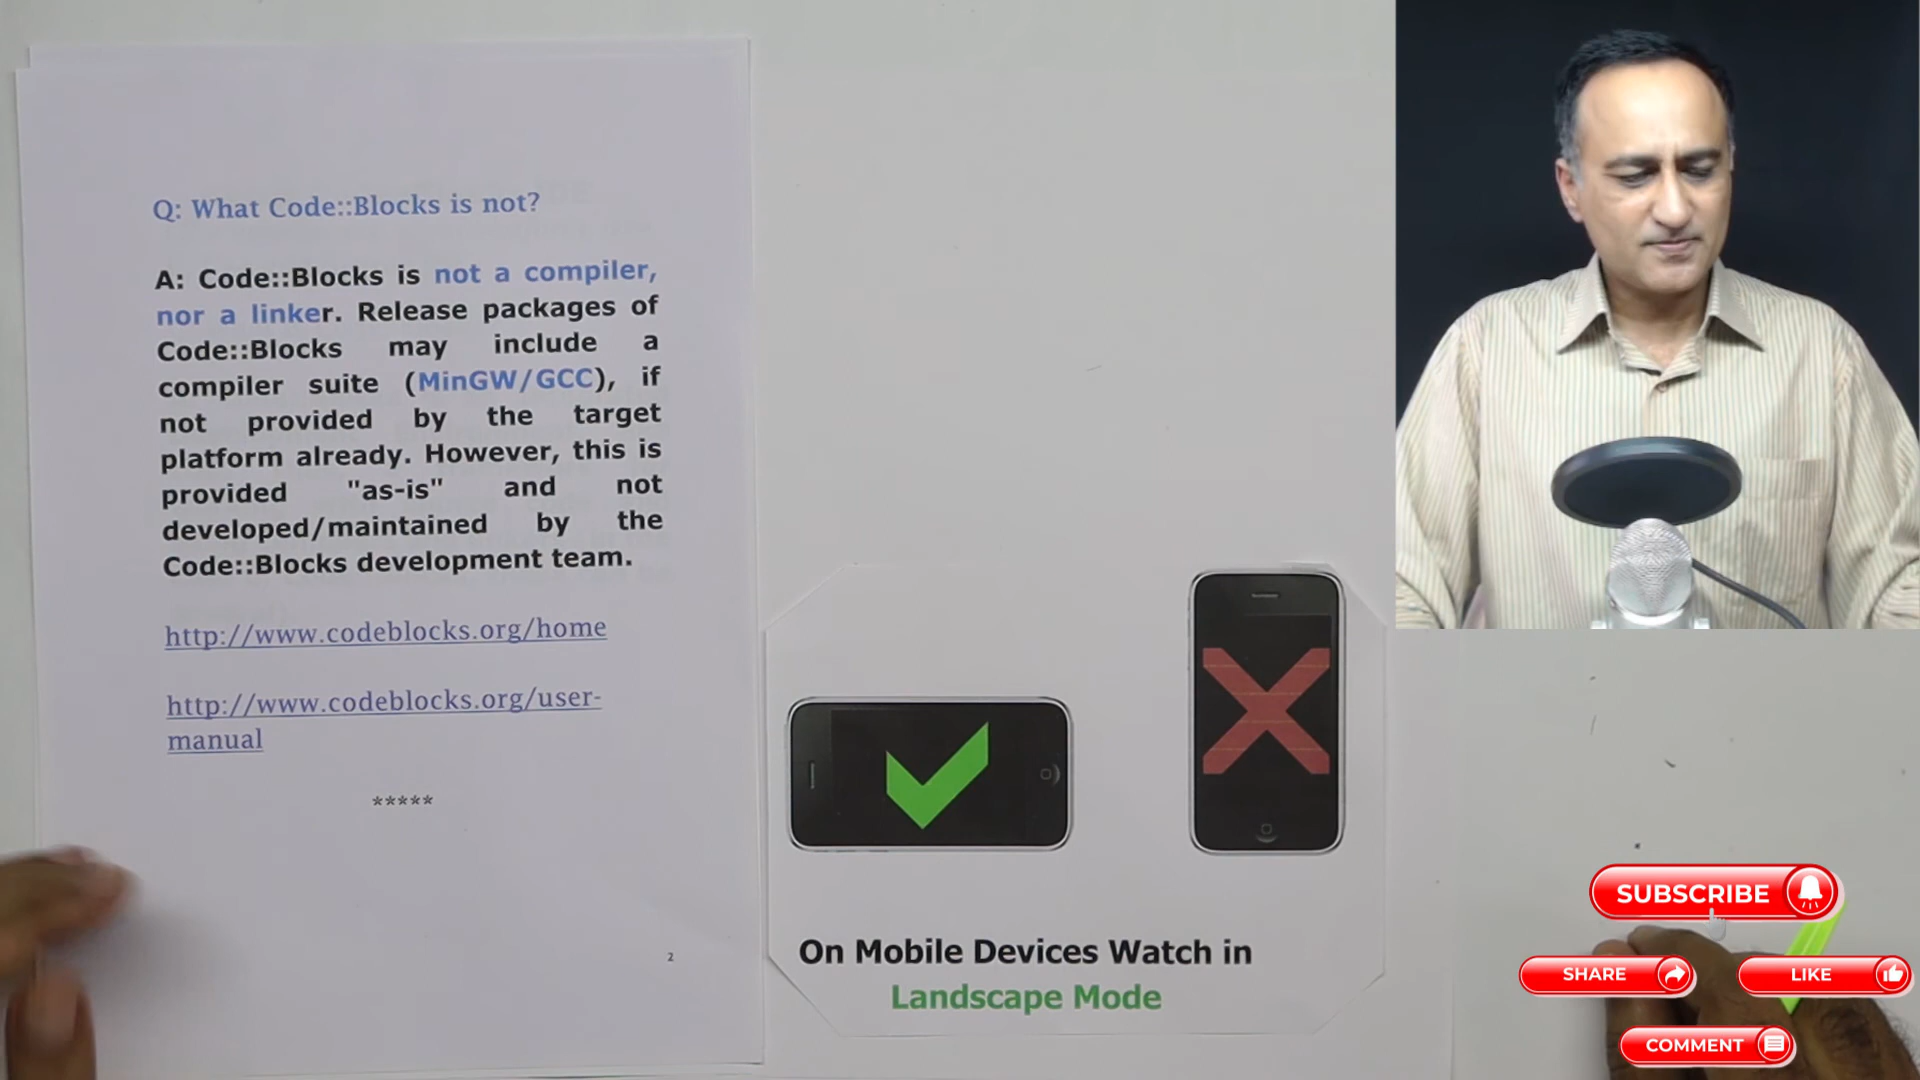 Q: What Code::Blocks is not?
A: Code::Blocks is not a compiler,
nor a linker. Release packages of
Code::Blocks may include a
compiler suite (MinGW/GCC), if
not provided by the target
platform already. However, this is
provided "as-is" and not
developed/maintained by the
Code::Blocks development team.
http://www.codeblocks.org/home
http://www.codeblocks.org/user-
manual
*****
2
On Mobile Devices Watch in
Landscape Mode
SUBSCRIBE
SHARE
LIKE
COMMENT